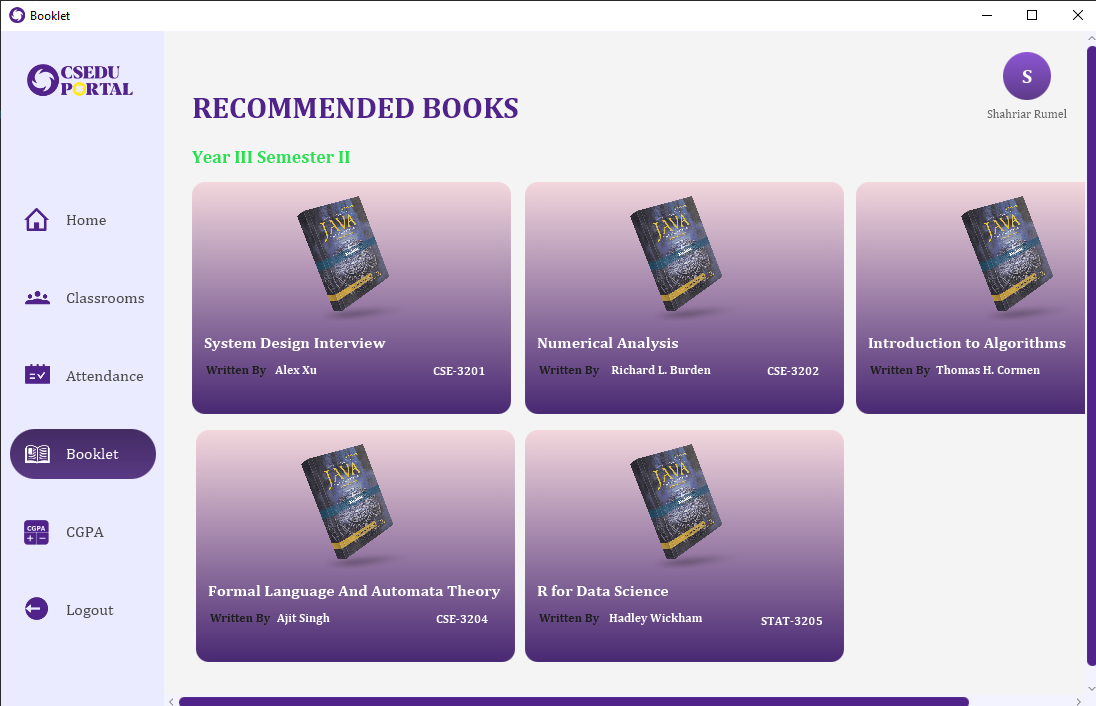 Booklet
CSEDU
PORTAL
S
Shahriar Rumel
RECOMMENDED BOOKS
Year III Semester II
Home
Classrooms
Attendance
Booklet
CGPA
CGPA
Logout
JAVA
System Design Interview
Written By Alex Xu CSE-3201
JAVA
Numerical Analysis
Written By Richard L. Burden CSE-3202
JAVA
Introduction to Algorithms
Written By Thomas H. Cormen
JAVA
Formal Language And Automata Theory
Written By Ajit Singh CSE-3204
JAVA
R for Data Science
Written By Hadley Wickham STAT-3205